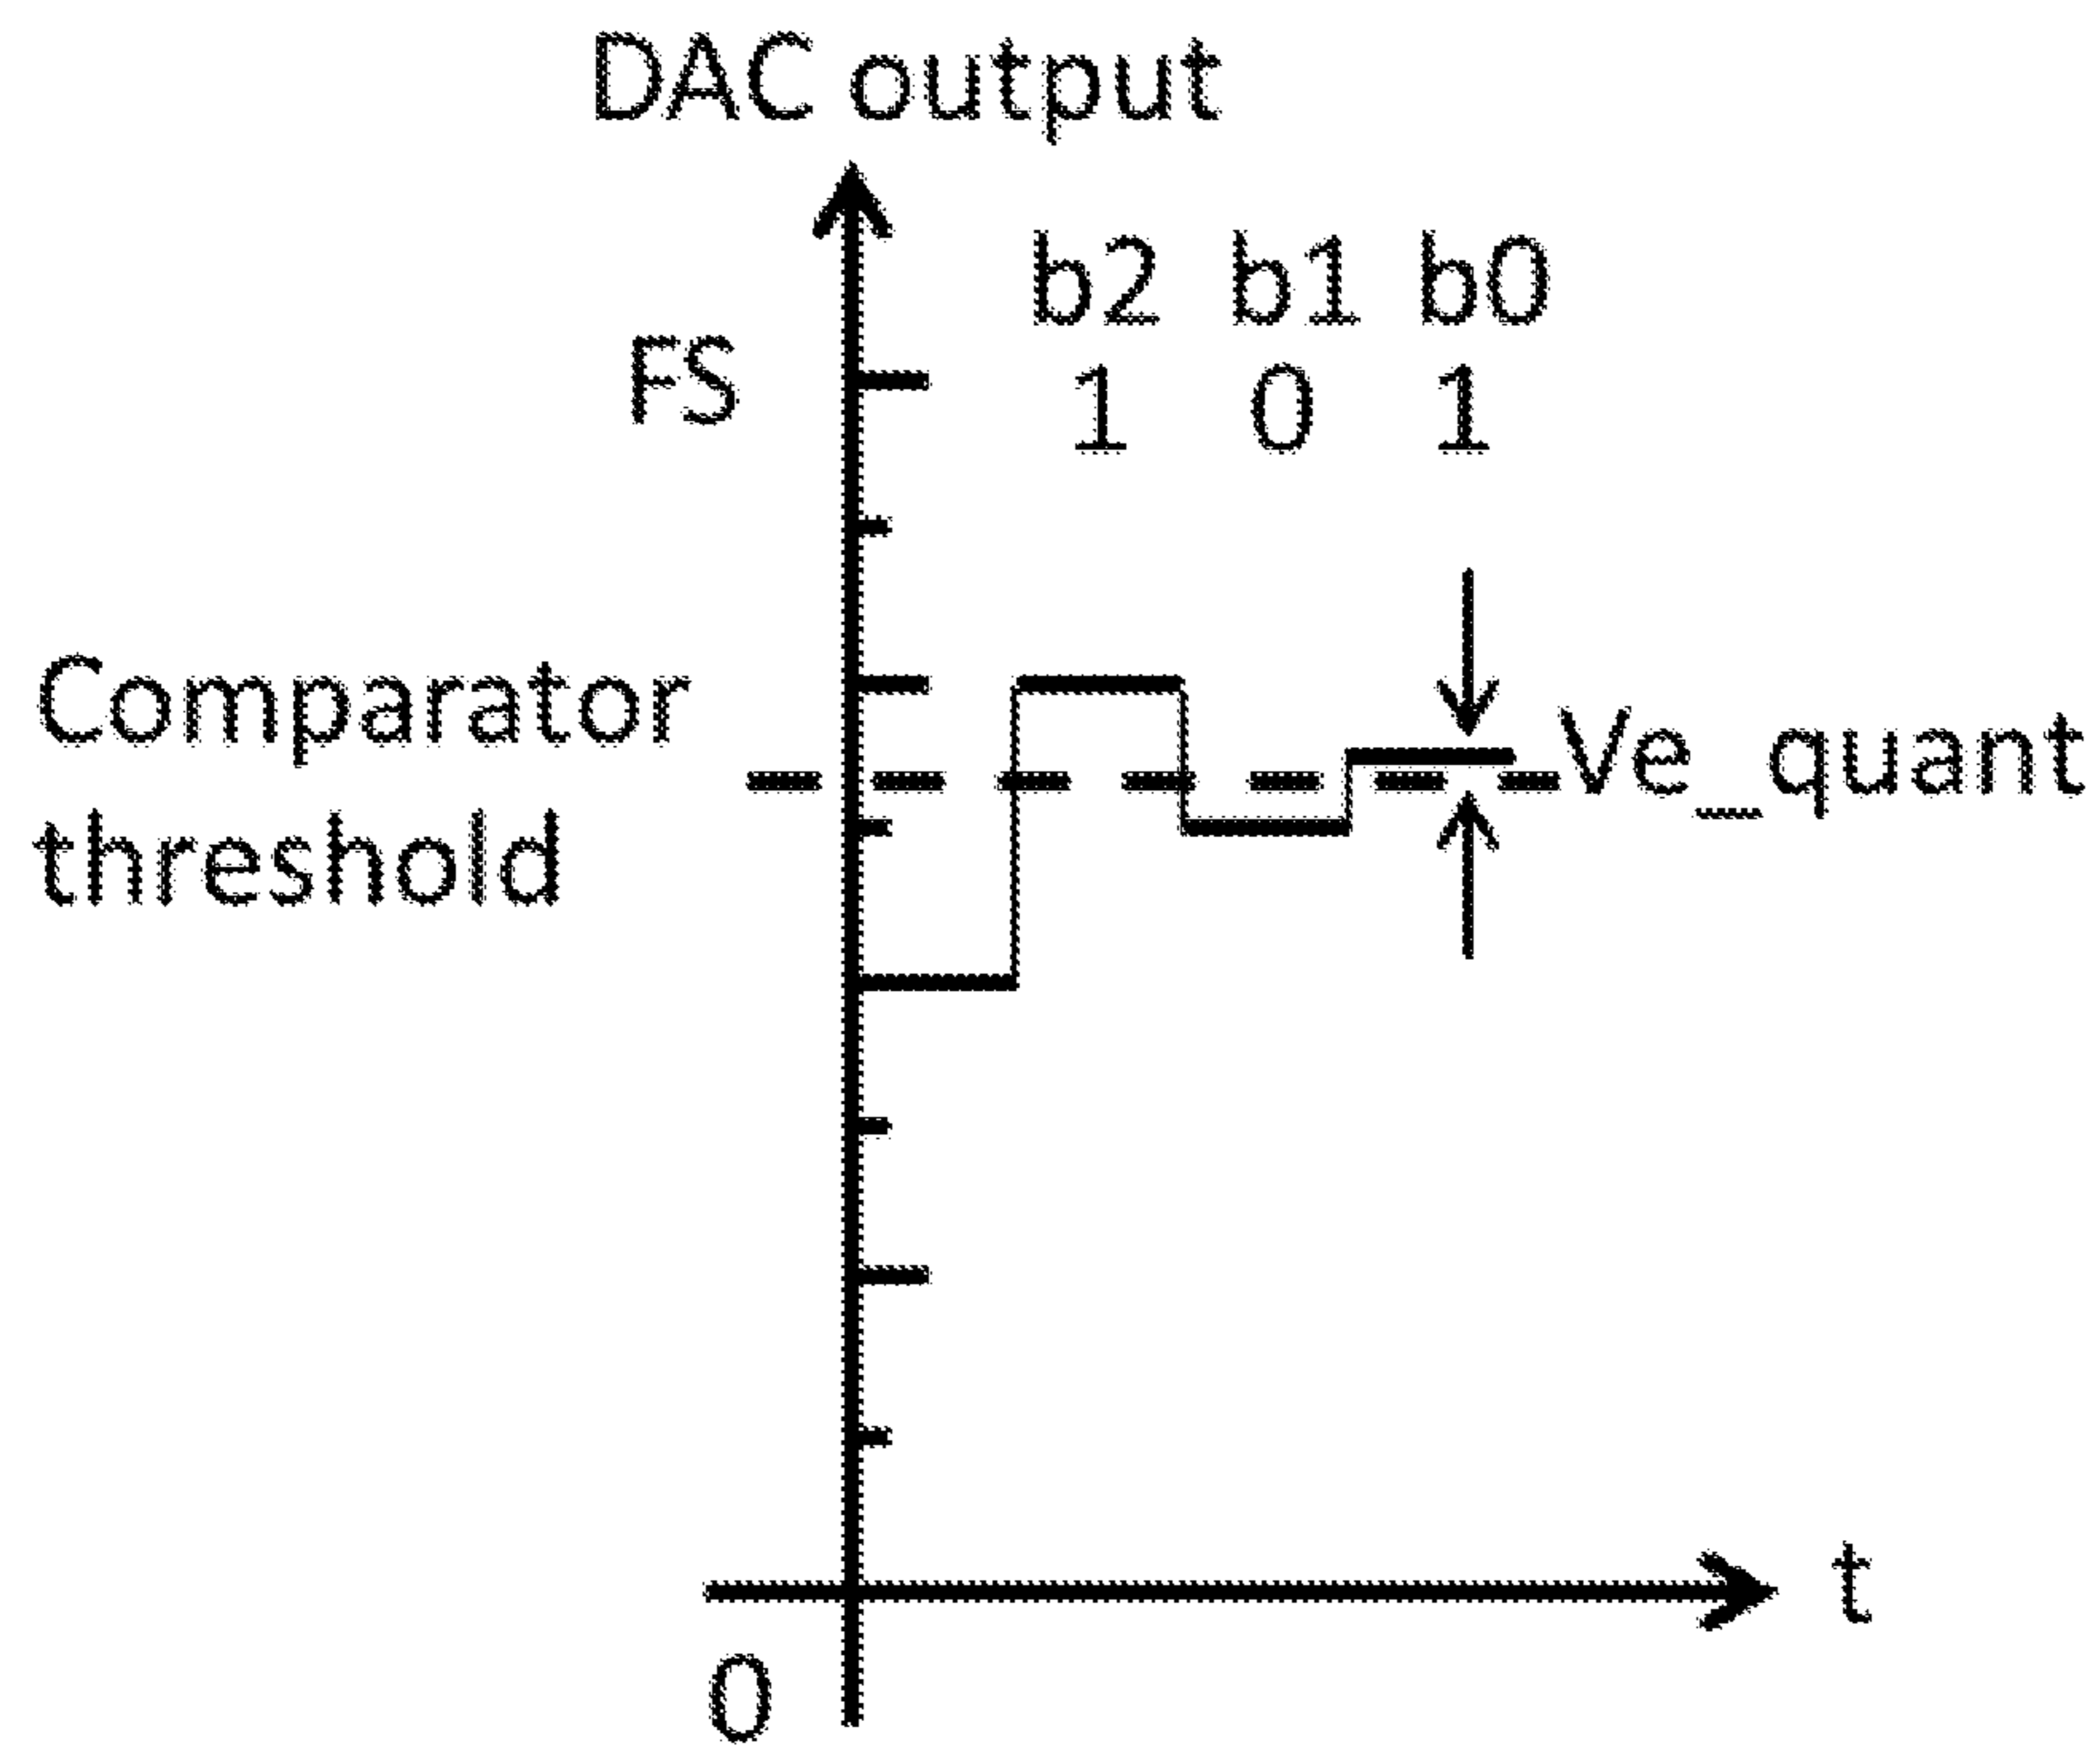 DAC output
b2 b1 b0
FS
1 0 1
Comparator
threshold
Ve_quant
t
0